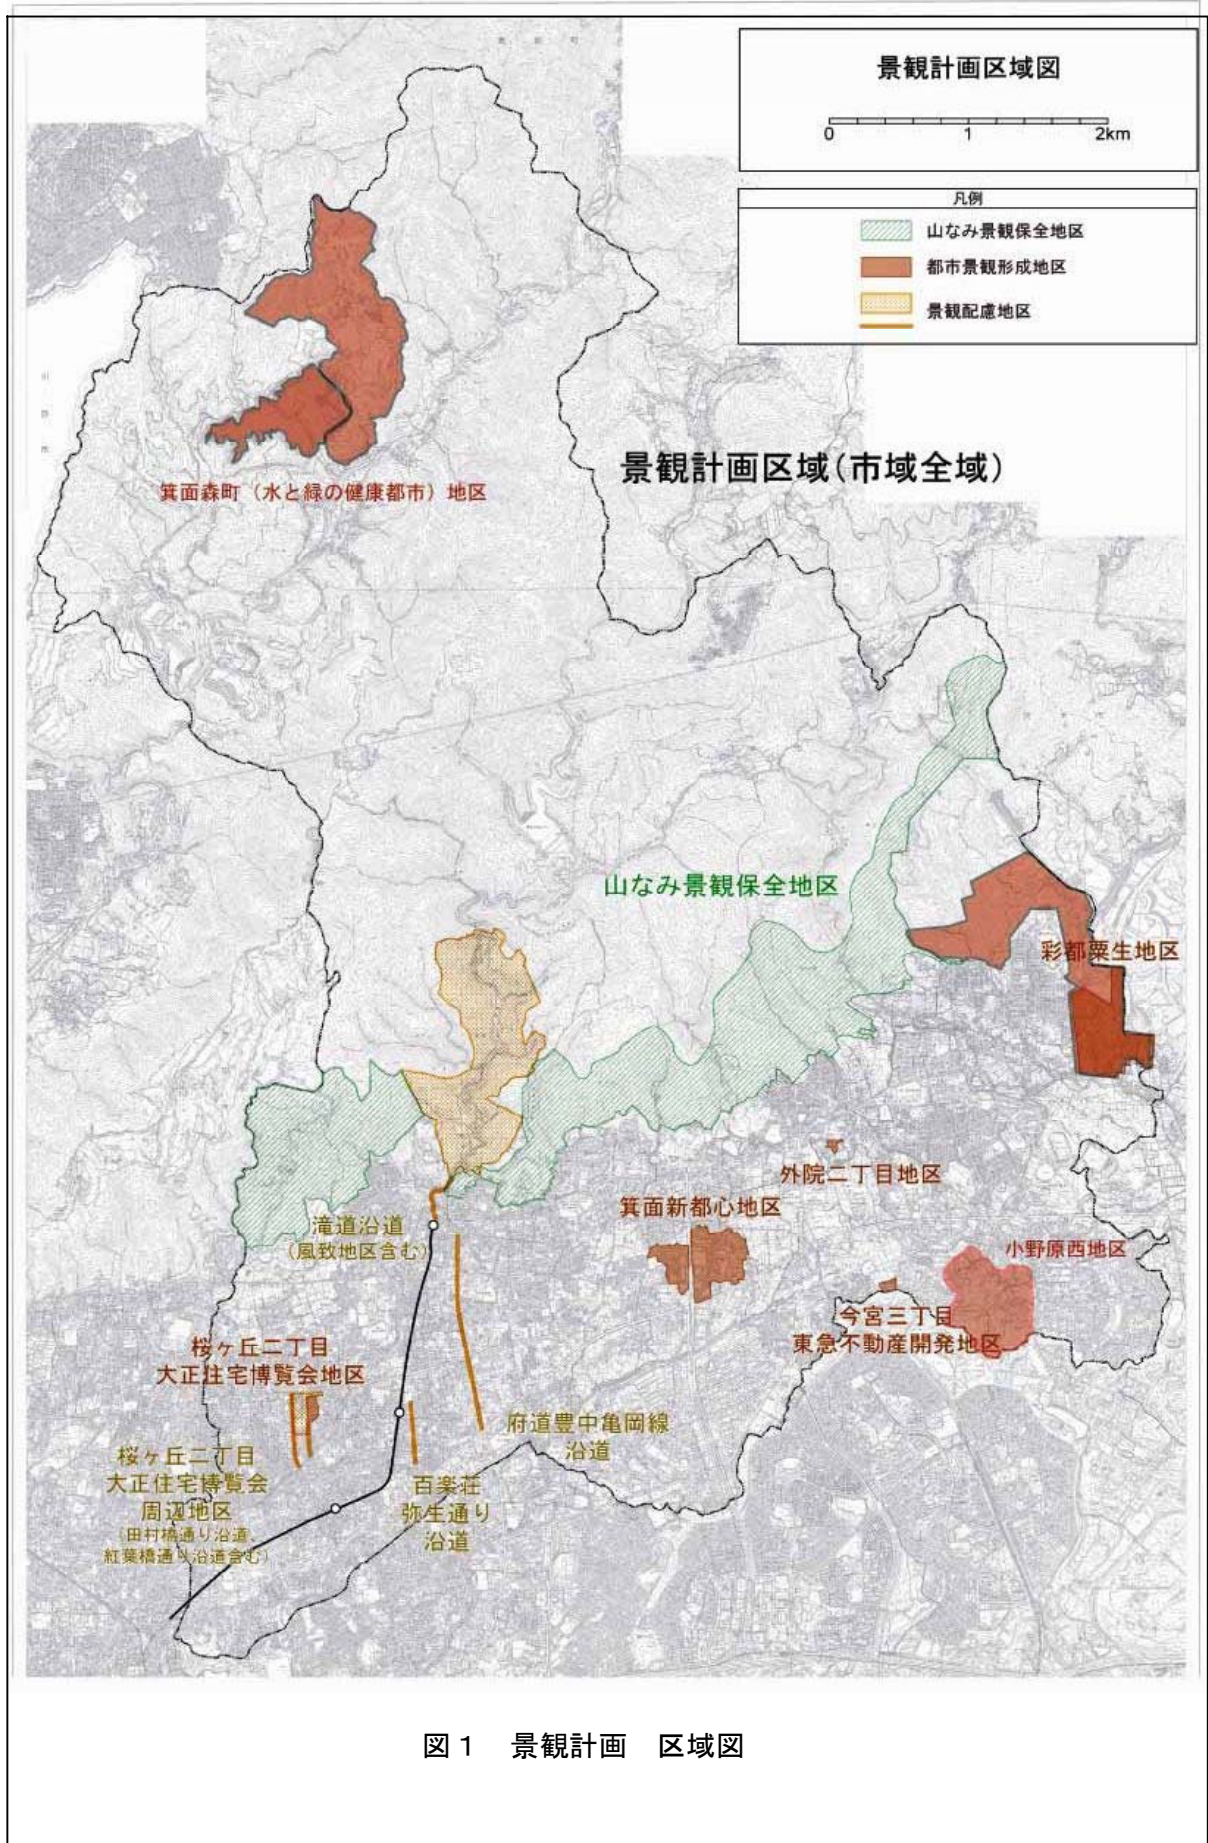 景観計画区域図
0 1 2km
凡例
山なみ景観保全地区
都市景観形成地区
景観配慮地区
景観計画区域(市域全域)
箕面森町(水と緑の健康都市)地区
山なみ景観保全地区
彩都粟生地区
外院二丁目地区
箕面新都心地区
滝道沿道
(風致地区含む)
小野原西地区
今宮三丁目
東急不動産開発地区
桜ヶ丘二丁目
大正住宅博覧会地区
府道豊中亀岡線
沿道
桜ヶ丘二丁目
大正住宅博覧会
周辺地区
(田村橋通り沿道、
紅葉橋通り沿道含む)
百楽荘
弥生通り
沿道
図1 景観計画 区域図